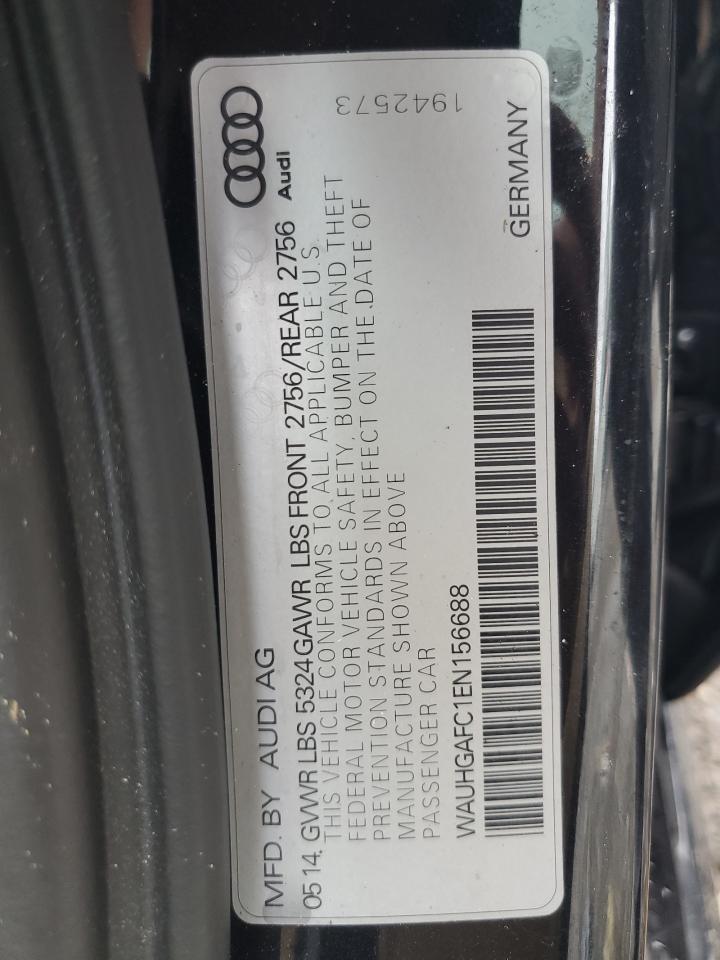 MFD. BY AUDI AG
Audi
05 14. GVWR LBS 5324 GAWR LBS FRONT 2756/REAR 2756
THIS VEHICLE CONFORMS TO ALL APPLICABLE U.S.
FEDERAL MOTOR VEHICLE SAFETY, BUMPER AND THEFT
PREVENTION STANDARDS IN EFFECT ON THE DATE OF
MANUFACTURE SHOWN ABOVE
PASSENGER CAR
1942573
WAUHGAFC1EN156688
GERMANY